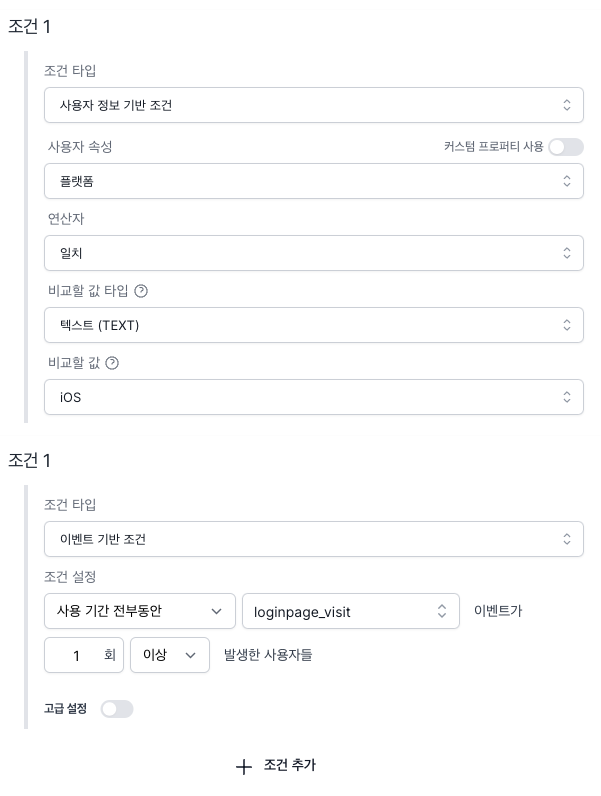 조건 1
조건 타입
사용자 정보 기반 조건
사용자 속성 커스텀 프로퍼티 사용
플랫폼
연산자
일치
비교할 값 타입 ?
텍스트 (TEXT)
비교할 값 ?
iOS
조건 1
조건 타입
이벤트 기반 조건
조건 설정
사용 기간 전부동안 loginpage_visit 이벤트가
1 회 이상 발생한 사용자들
고급 설정
+ 조건 추가